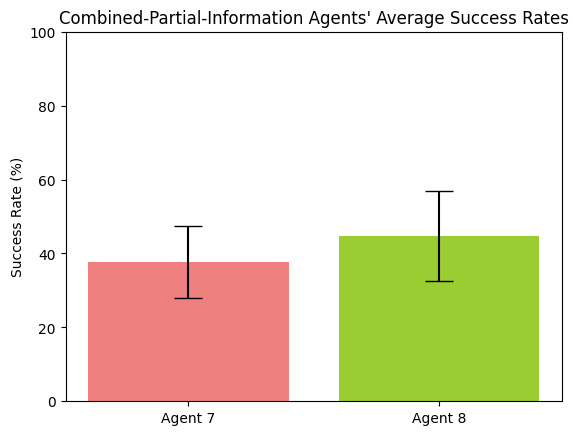 Combined-Partial-Information Agents' Average Success Rates
Success Rate (%)
100
80
60
40
20
0
Agent 7
Agent 8